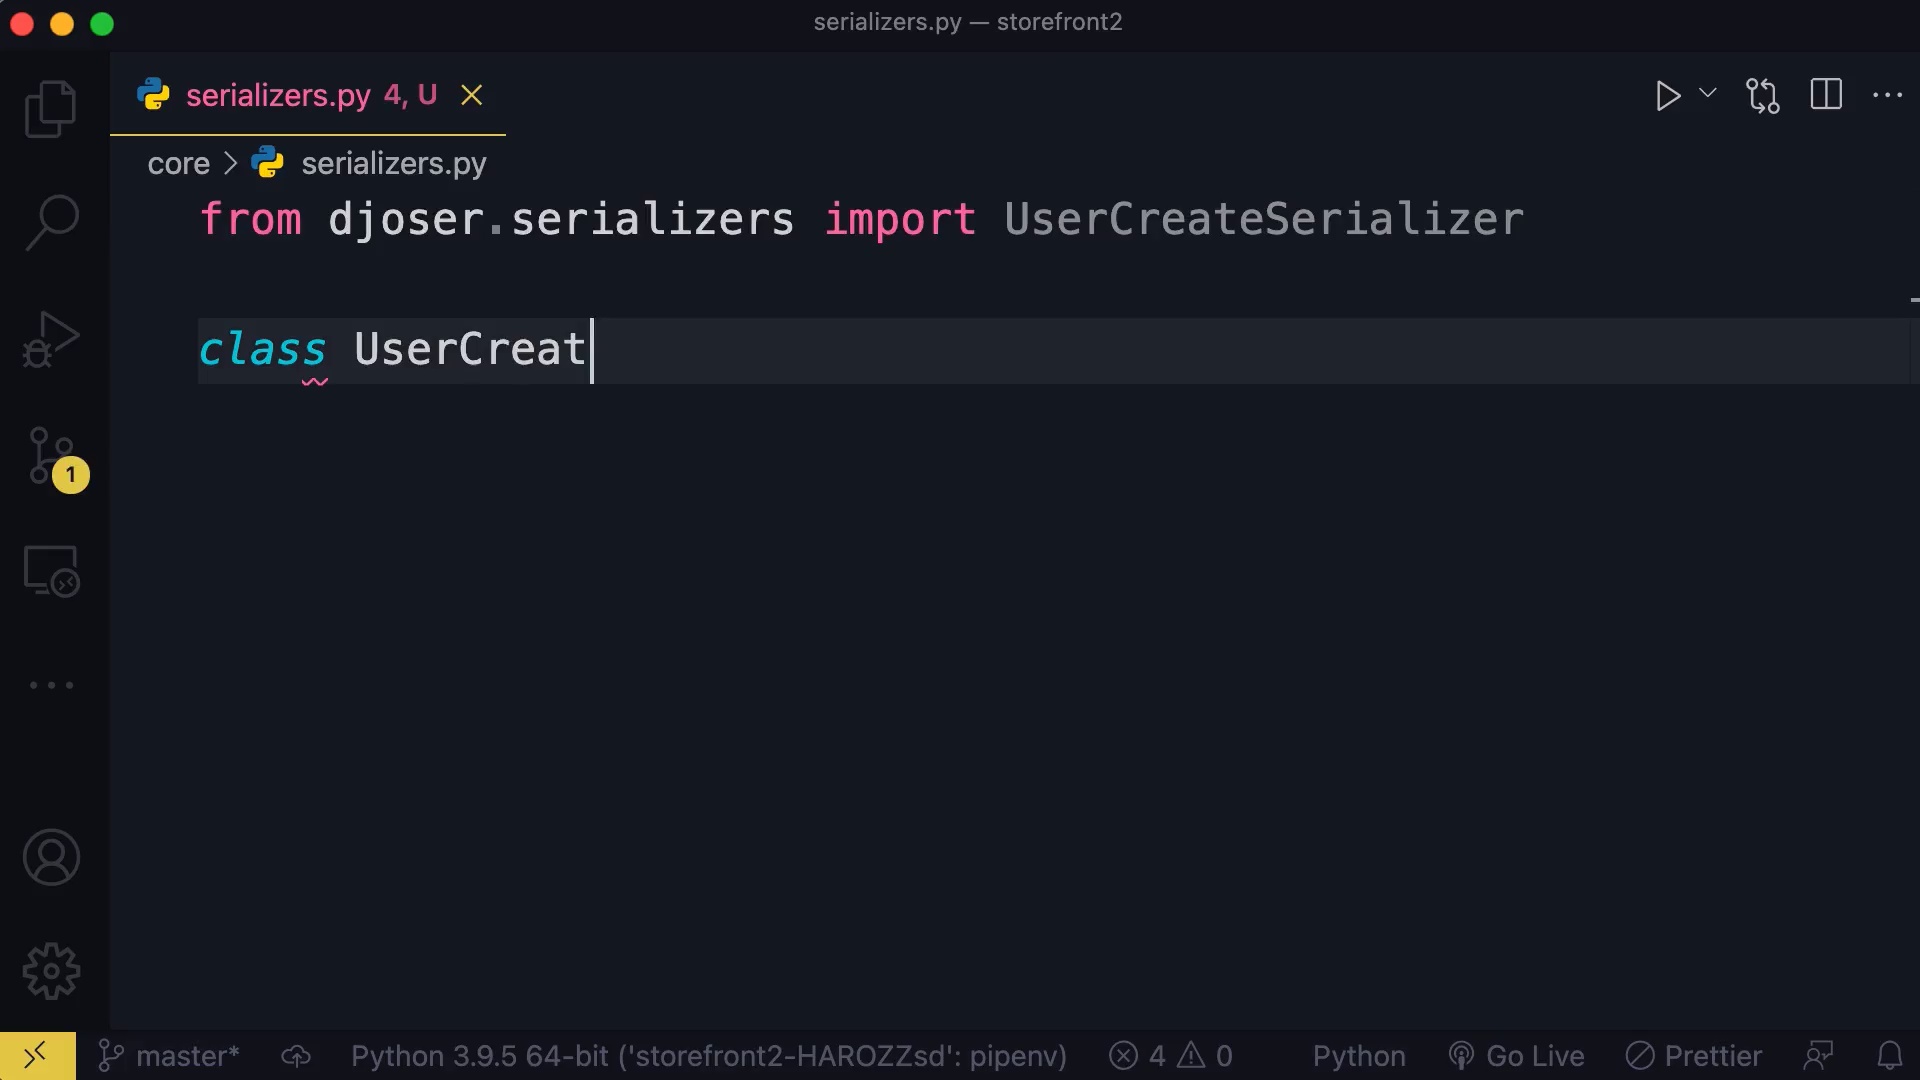 serializers.py — storefront2
serializers.py 4, U
core > serializers.py
from djoser.serializers import UserCreateSerializer
class UserCreat
1
master* Python 3.9.5 64-bit ('storefront2-HAROZZsd': pipenv) 4 0 Python Go Live Prettier